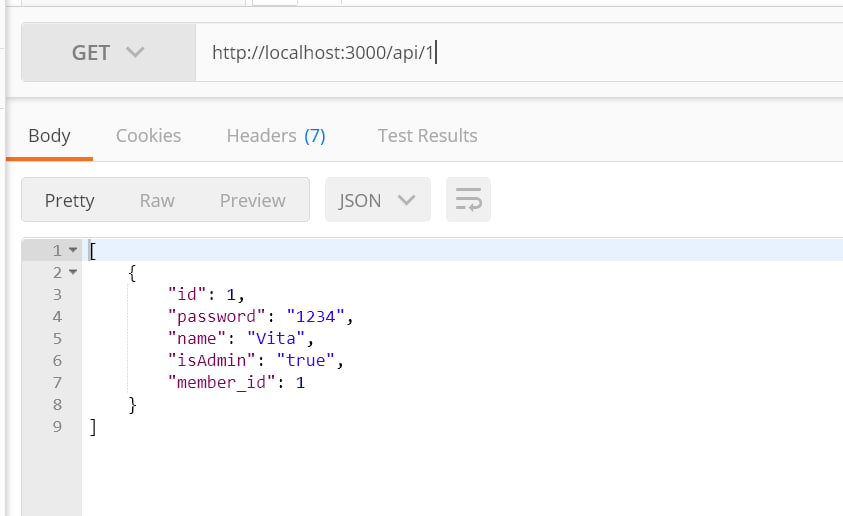 GET http://localhost:3000/api/1
Body Cookies Headers (7) Test Results
Pretty Raw Preview JSON
1 [
2 {
3 "id": 1,
4 "password": "1234",
5 "name": "Vita",
6 "isAdmin": "true",
7 "member_id": 1
8 }
9 ]